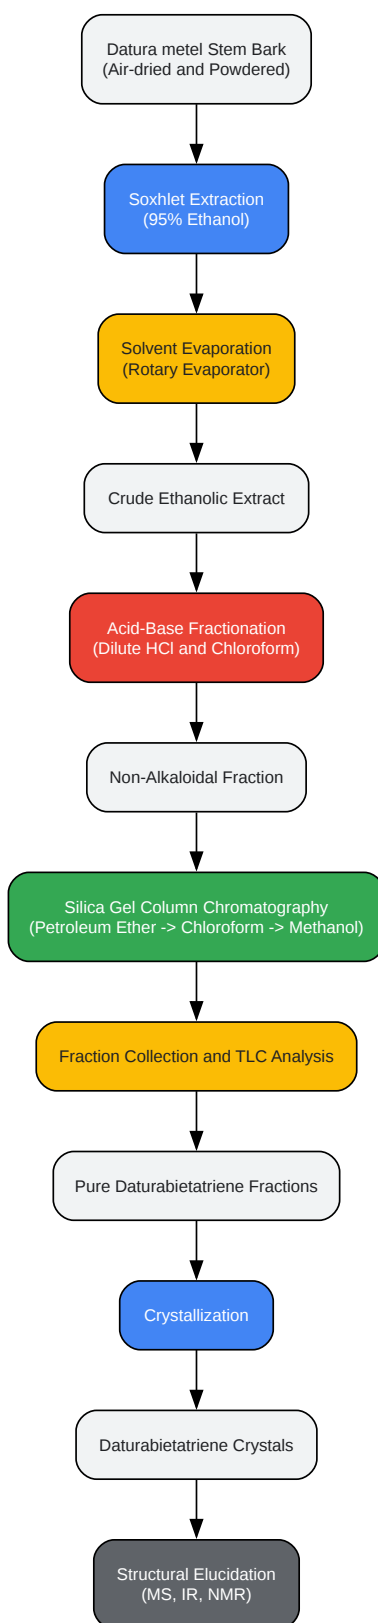 Datura metel Stem Bark
(Air-dried and Powdered)
Soxhlet Extraction
(95% Ethanol)
Solvent Evaporation
(Rotary Evaporator)
Crude Ethanolic Extract
Acid-Base Fractionation
(Dilute HCl and Chloroform)
Non-Alkaloidal Fraction
Silica Gel Column Chromatography
(Petroleum Ether -> Chloroform -> Methanol)
Fraction Collection and TLC Analysis
Pure Daturabietatriene Fractions
Crystallization
Daturabietatriene Crystals
Structural Elucidation
(MS, IR, NMR)